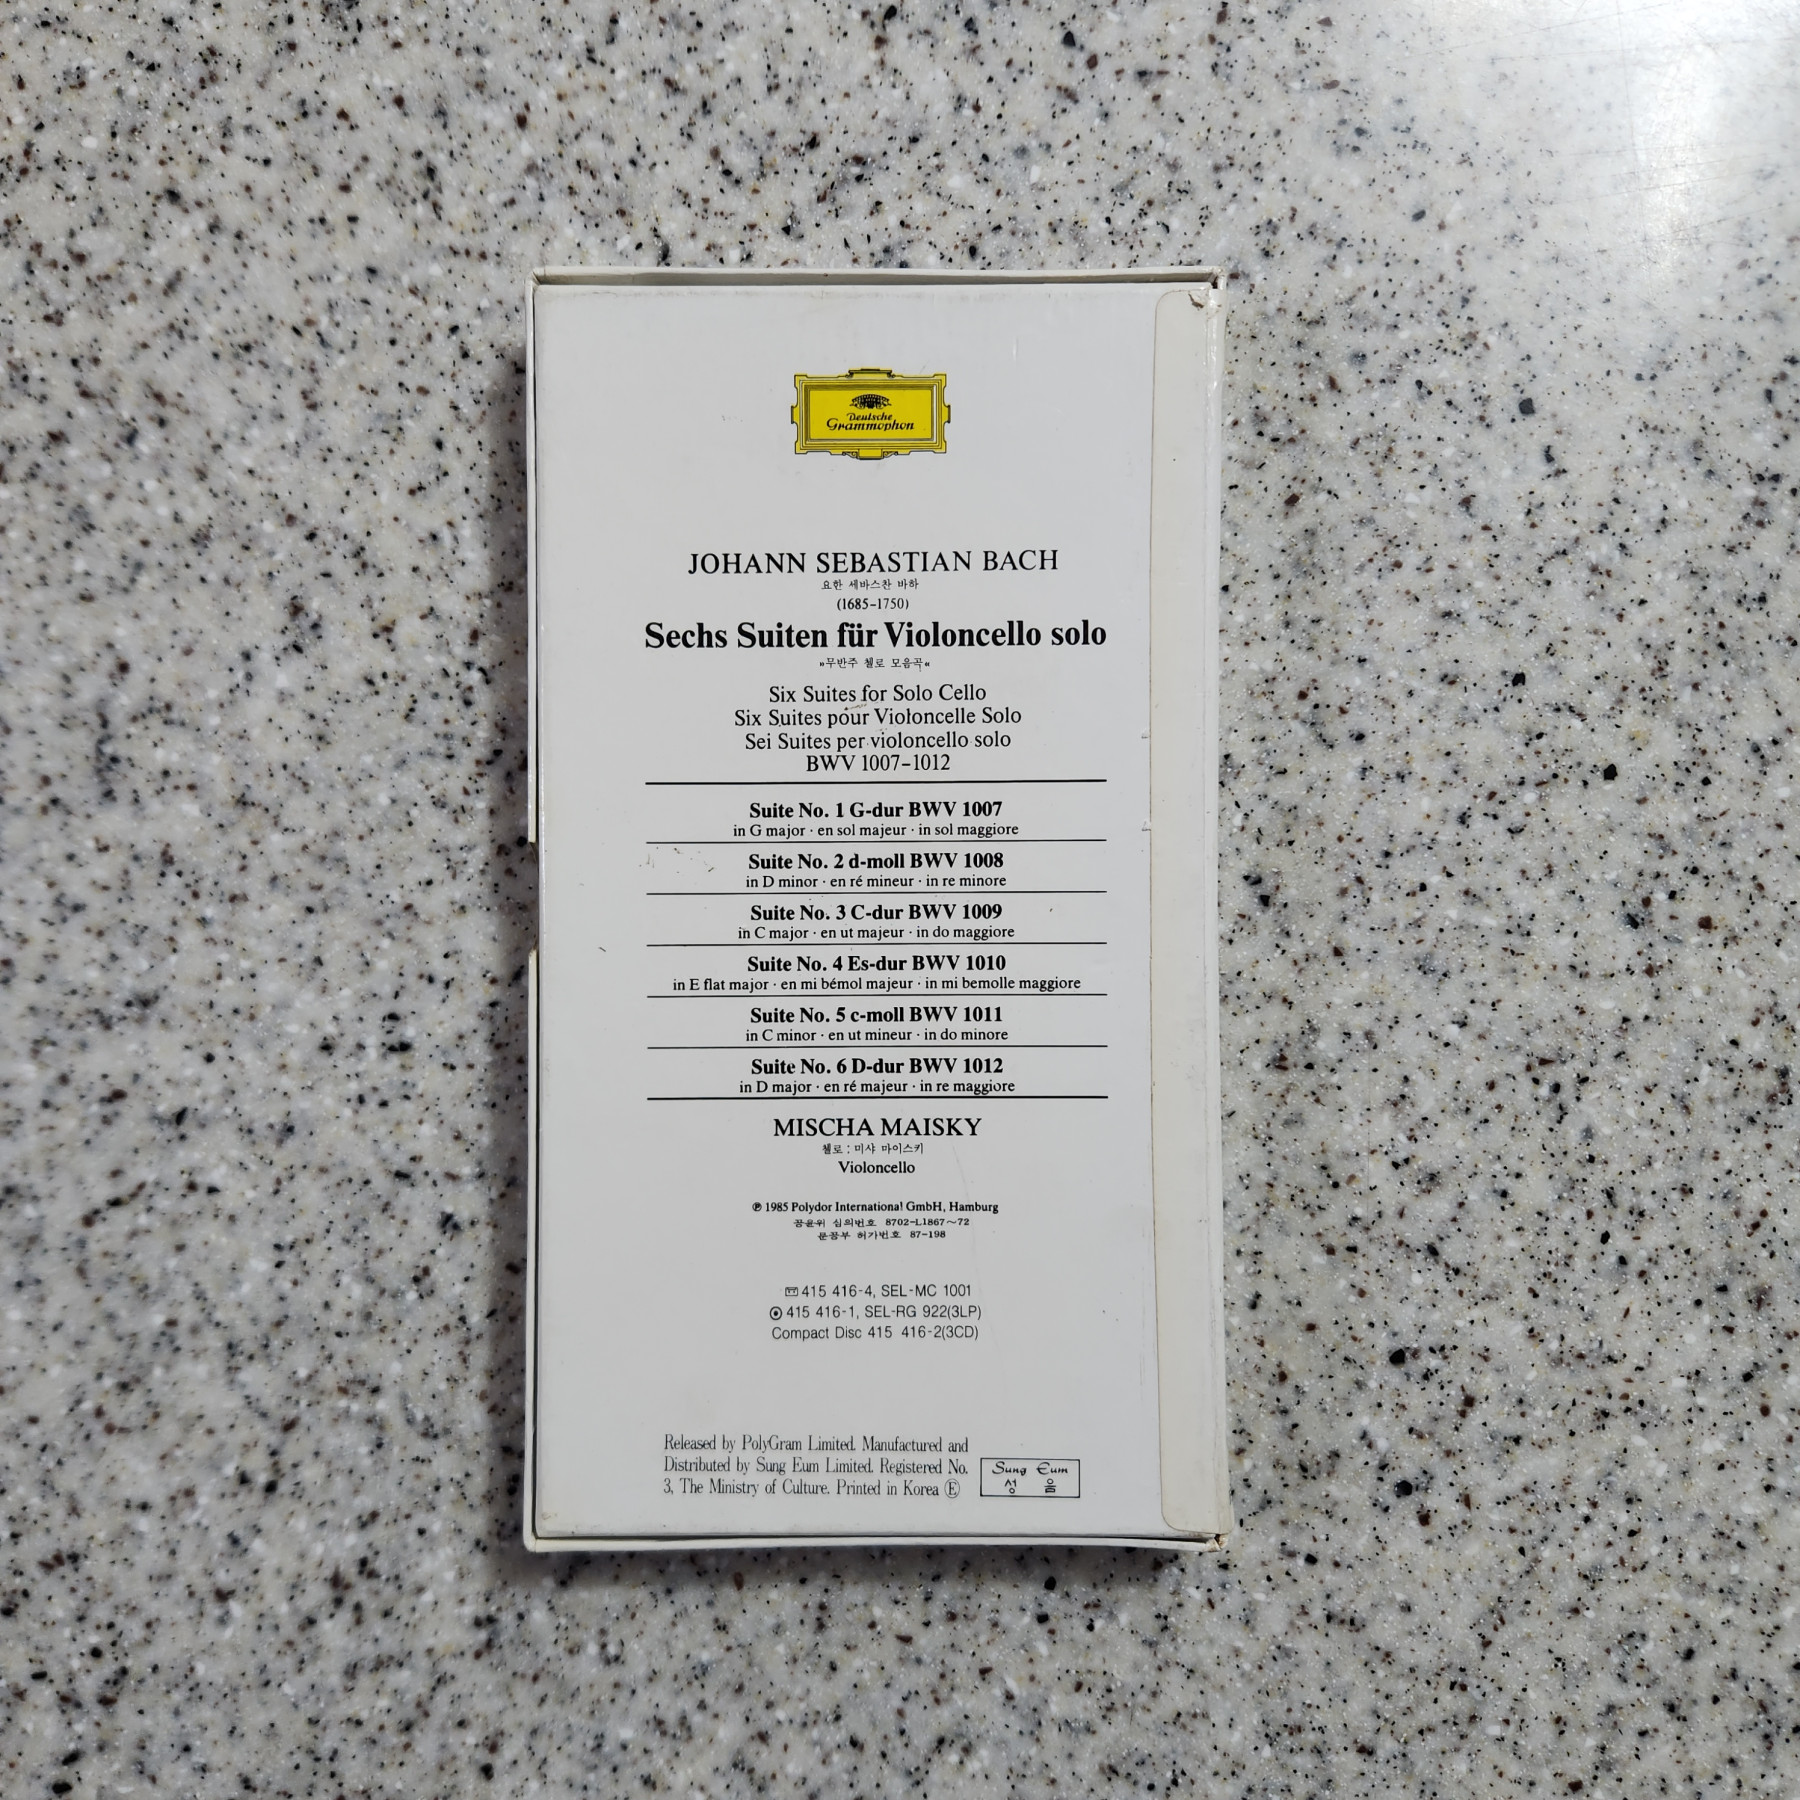 Deutsche
Grammophon
JOHANN SEBASTIAN BACH
요한 세바스찬 바하
(1685-1750)
Sechs Suiten für Violoncello solo
»무반주 첼로 모음곡«
Six Suites for Solo Cello
Six Suites pour Violoncelle Solo
Sei Suites per violoncello solo
BWV 1007-1012
Suite No. 1 G-dur BWV 1007
in G major · en sol majeur · in sol maggiore
Suite No. 2 d-moll BWV 1008
in D minor · en ré mineur · in re minore
Suite No. 3 C-dur BWV 1009
in C major · en ut majeur · in do maggiore
Suite No. 4 Es-dur BWV 1010
in E flat major · en mi bémol majeur · in mi bemolle maggiore
Suite No. 5 c-moll BWV 1011
in C minor · en ut mineur · in do minore
Suite No. 6 D-dur BWV 1012
in D major · en ré majeur · in re maggiore
MISCHA MAISKY
첼로 : 미샤 마이스키
Violoncello
℗ 1985 Polydor International GmbH, Hamburg
공윤위 심의번호 8702-L1867~72
문공부 허가번호 87-198
415 416-4, SEL-MC 1001
415 416-1, SEL-RG 922(3LP)
Compact Disc 415 416-2(3CD)
Released by PolyGram Limited. Manufactured and
Distributed by Sung Eum Limited. Registered No.
3, The Ministry of Culture. Printed in Korea Ⓔ
Sung Eum
성 음